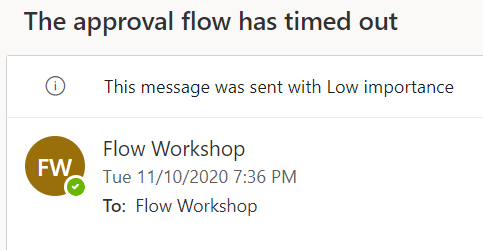 The approval flow has timed out
This message was sent with Low importance
FW
Flow Workshop
Tue 11/10/2020 7:36 PM
To: Flow Workshop